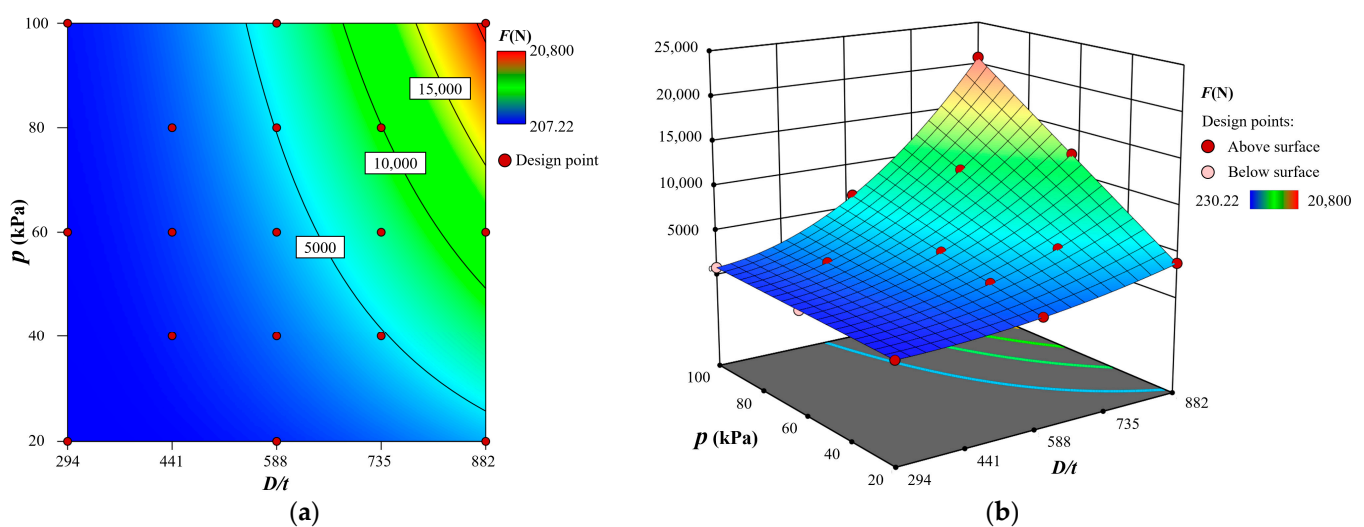 100
80
60
40
20
p (kPa)
294
441
588
735
882
D/t
5000
10,000
15,000
F(N)
20,800
207.22
Design point
(a)
25,000
20,000
15,000
10,000
5000
100
80
60
40
20
p (kPa)
294
441
588
735
882
D/t
F(N)
Design points:
Above surface
Below surface
230.22 20,800
(b)